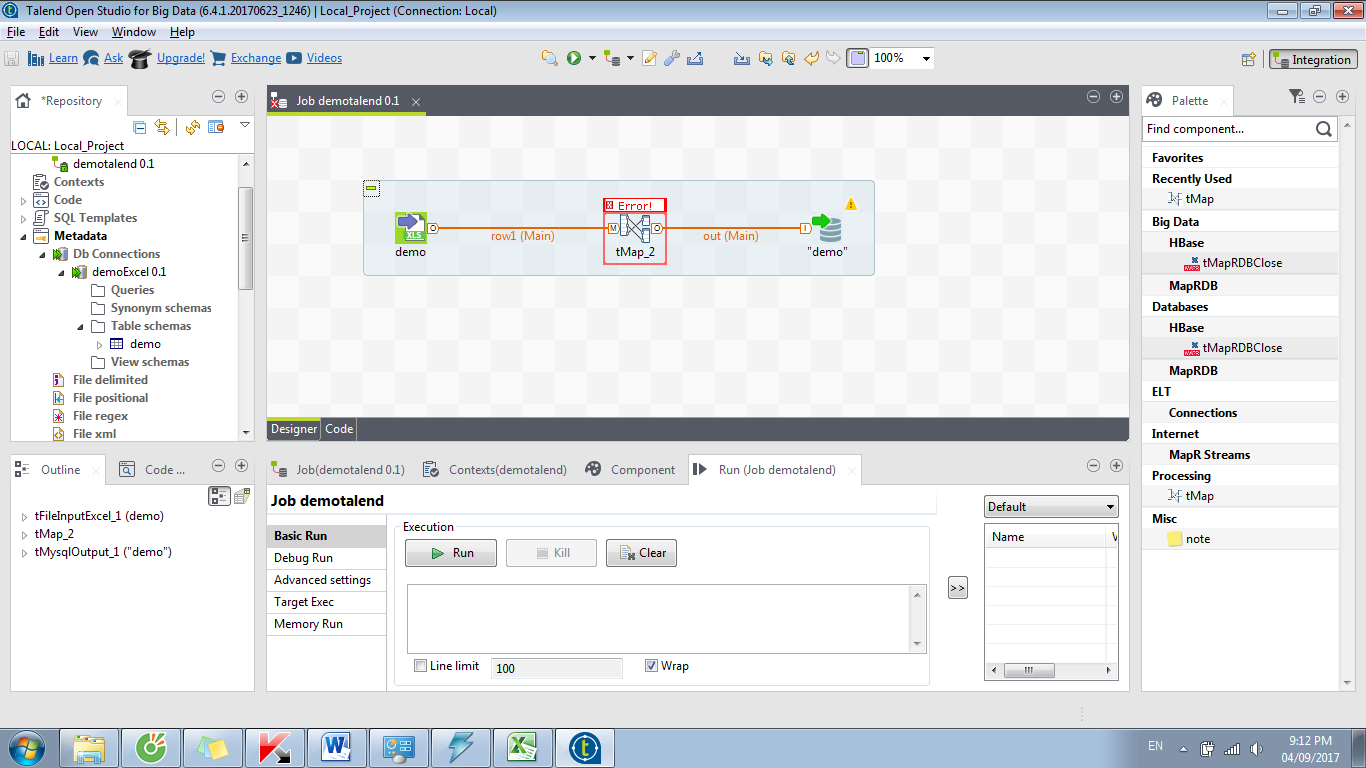 Talend Open Studio for Big Data (6.4.1.20170623_1246) | Local_Project (Connection: Local)
File Edit View Window Help
Learn Ask Upgrade! Exchange Videos 100% Integration
*Repository
LOCAL: Local_Project
demotalend 0.1
Contexts
Code
SQL Templates
Metadata
Db Connections
demoExcel 0.1
Queries
Synonym schemas
Table schemas
demo
View schemas
File delimited
File positional
File regex
File xml
Job demotalend 0.1
Error!
XLS
O
M
O
I
row1 (Main)
out (Main)
demo
tMap_2
"demo"
Designer Code
Palette
Find component...
Favorites
Recently Used
tMap
Big Data
HBase
tMapRDBClose
MapRDB
Databases
HBase
tMapRDBClose
MapRDB
ELT
Connections
Internet
MapR Streams
Processing
tMap
Misc
note
Outline Code ...
tFileInputExcel_1 (demo)
tMap_2
tMysqlOutput_1 ("demo")
Job(demotalend 0.1) Contexts(demotalend) Component Run (Job demotalend)
Job demotalend
Basic Run
Debug Run
Advanced settings
Target Exec
Memory Run
Execution
Run Kill Clear
Line limit 100 Wrap
>>
Default
Name
EN
9:12 PM
04/09/2017